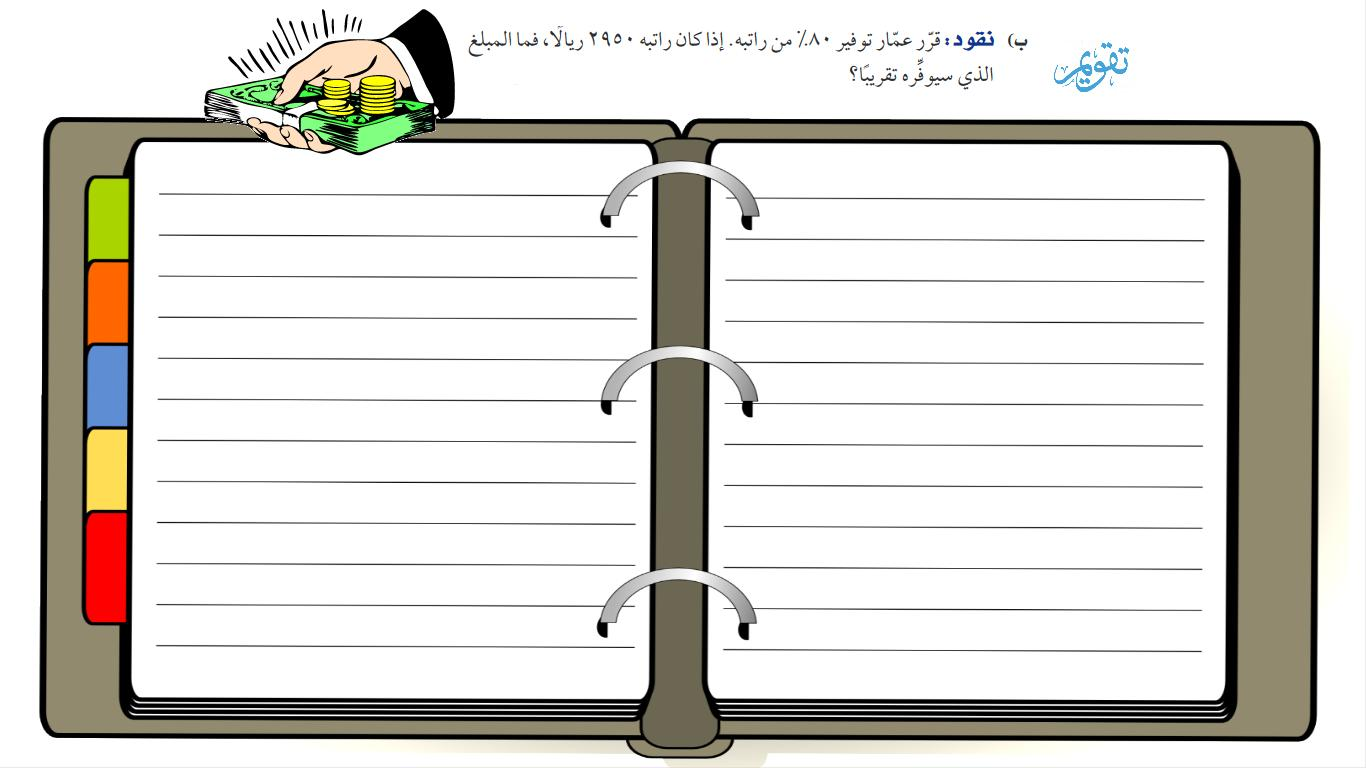 تقويم
ب) نقود: قرّر عمّار توفير ٨٠٪ من راتبه. إذا كان راتبه ٢٩٥٠ ريالًا، فما المبلغ
الذي سيوفِّره تقريبًا؟